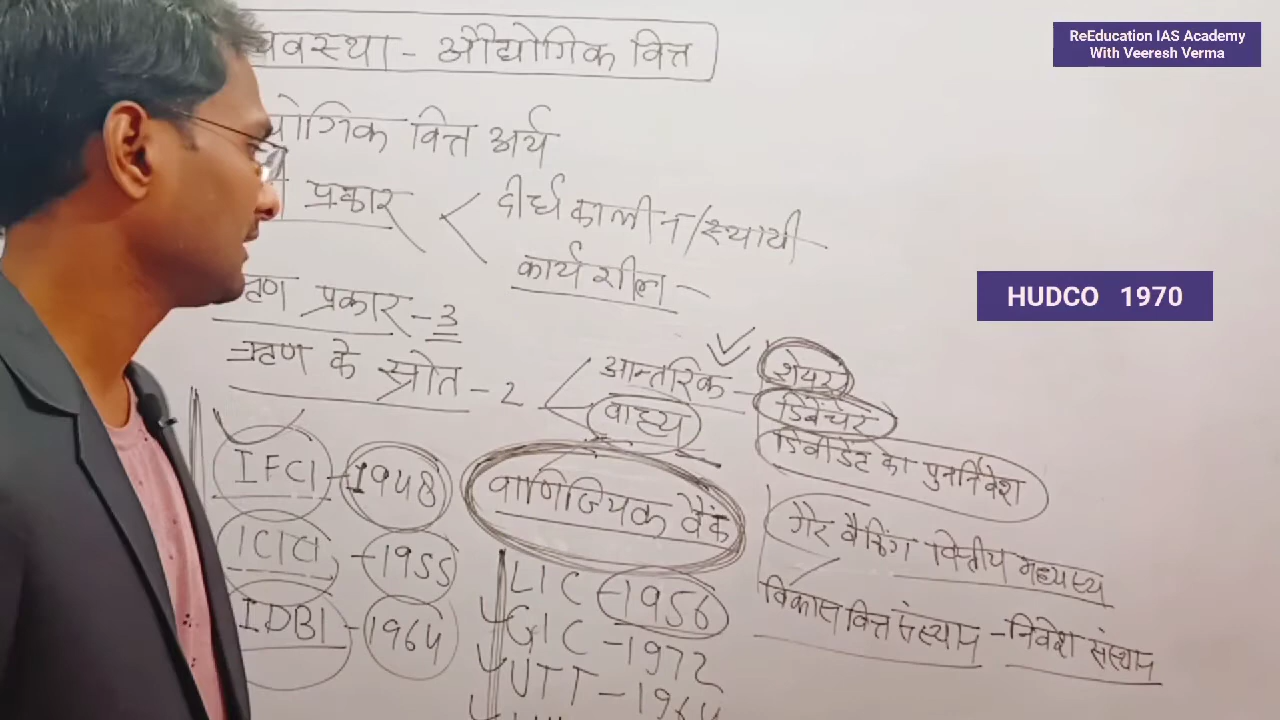 ReEducation IAS Academy
With Veeresh Verma
व्यवस्था - औद्योगिक वित्त
योगिक वित्त अर्थ
प्रकार < दीर्घकालीन/स्थायी
कार्यशील -
HUDCO 1970
ऋण प्रकार - 3
ऋण के स्रोत - 2
आन्तरिक - शेयर
वाह्य
डिबेंचर
डिवीडेंट का पुनर्निवेश
IFCI - 1948
वाणिज्यिक बैंक
गैर बैंकिंग वित्तीय मध्यस्थ
ICICI - 1955
LIC - 1956
विकास वित्त संस्थान - निवेश संस्थान
IDBI - 1964
GIC - 1972
UTI - 1964